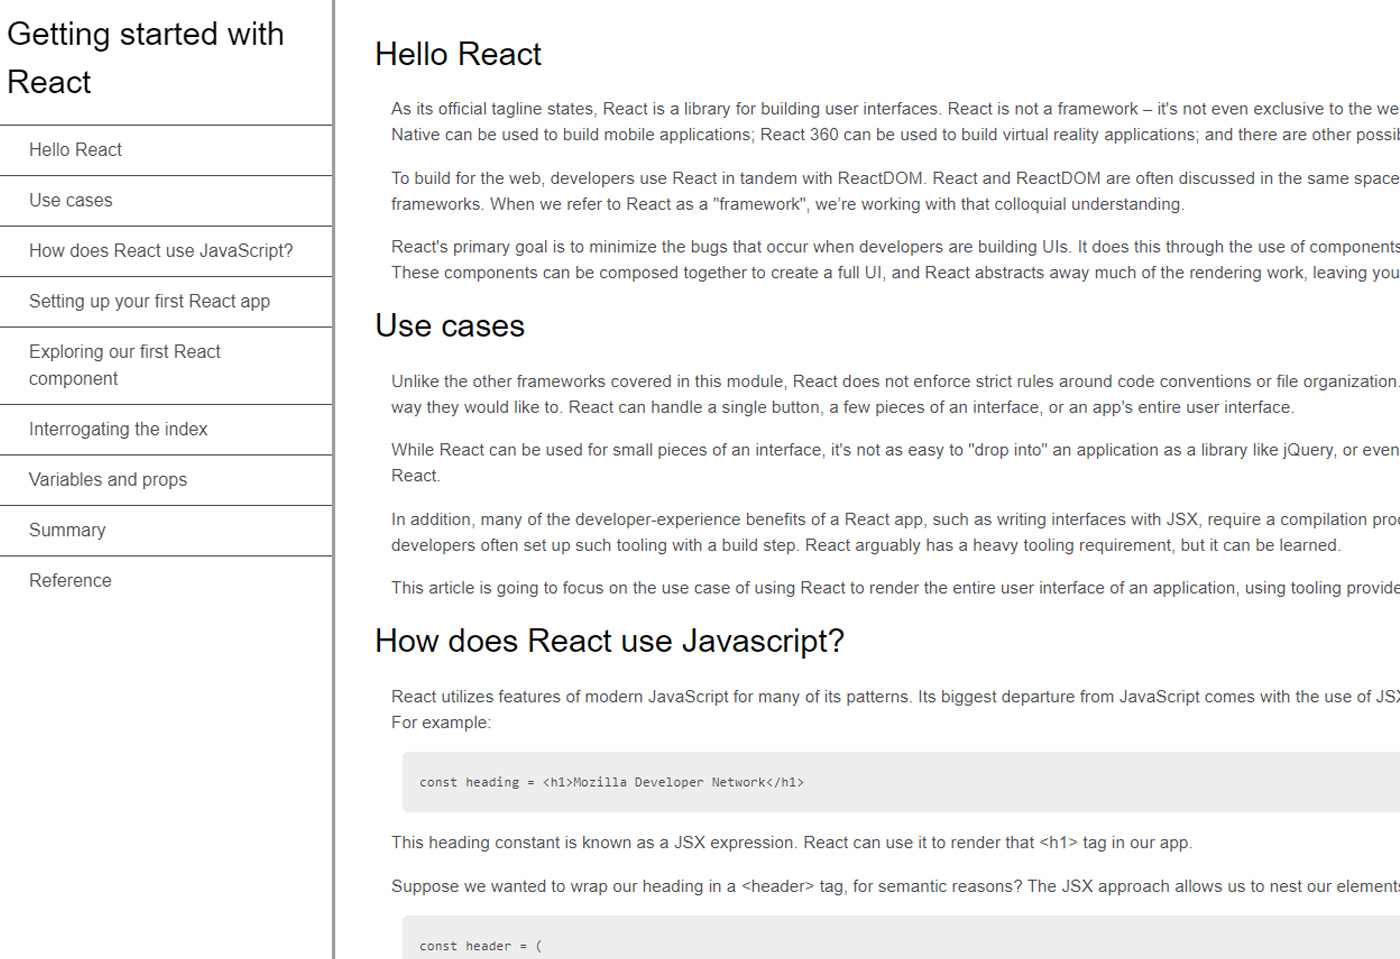 Getting started with
React
Hello React
Use cases
How does React use JavaScript?
Setting up your first React app
Exploring our first React
component
Interrogating the index
Variables and props
Summary
Reference
Hello React
As its official tagline states, React is a library for building user interfaces. React is not a framework – it's not even exclusive to the
Native can be used to build mobile applications; React 360 can be used to build virtual reality applications; and there are other
To build for the web, developers use React in tandem with ReactDOM. React and ReactDOM are often discussed in the same space
frameworks. When we refer to React as a "framework", we’re working with that colloquial understanding.
React's primary goal is to minimize the bugs that occur when developers are building UIs. It does this through the use of components
These components can be composed together to create a full UI, and React abstracts away much of the rendering work, leaving you
Use cases
Unlike the other frameworks covered in this module, React does not enforce strict rules around code conventions or file organization.
way they would like to. React can handle a single button, a few pieces of an interface, or an app's entire user interface.
While React can be used for small pieces of an interface, it's not as easy to "drop into" an application as a library like jQuery, or even
React.
In addition, many of the developer-experience benefits of a React app, such as writing interfaces with JSX, require a compilation
developers often set up such tooling with a build step. React arguably has a heavy tooling requirement, but it can be learned.
This article is going to focus on the use case of using React to render the entire user interface of an application, using tooling
How does React use Javascript?
React utilizes features of modern JavaScript for many of its patterns. Its biggest departure from JavaScript comes with the use of JSX
For example:
const heading = <h1>Mozilla Developer Network</h1>
This heading constant is known as a JSX expression. React can use it to render that <h1> tag in our app.
Suppose we wanted to wrap our heading in a <header> tag, for semantic reasons? The JSX approach allows us to nest our elements
const header = (